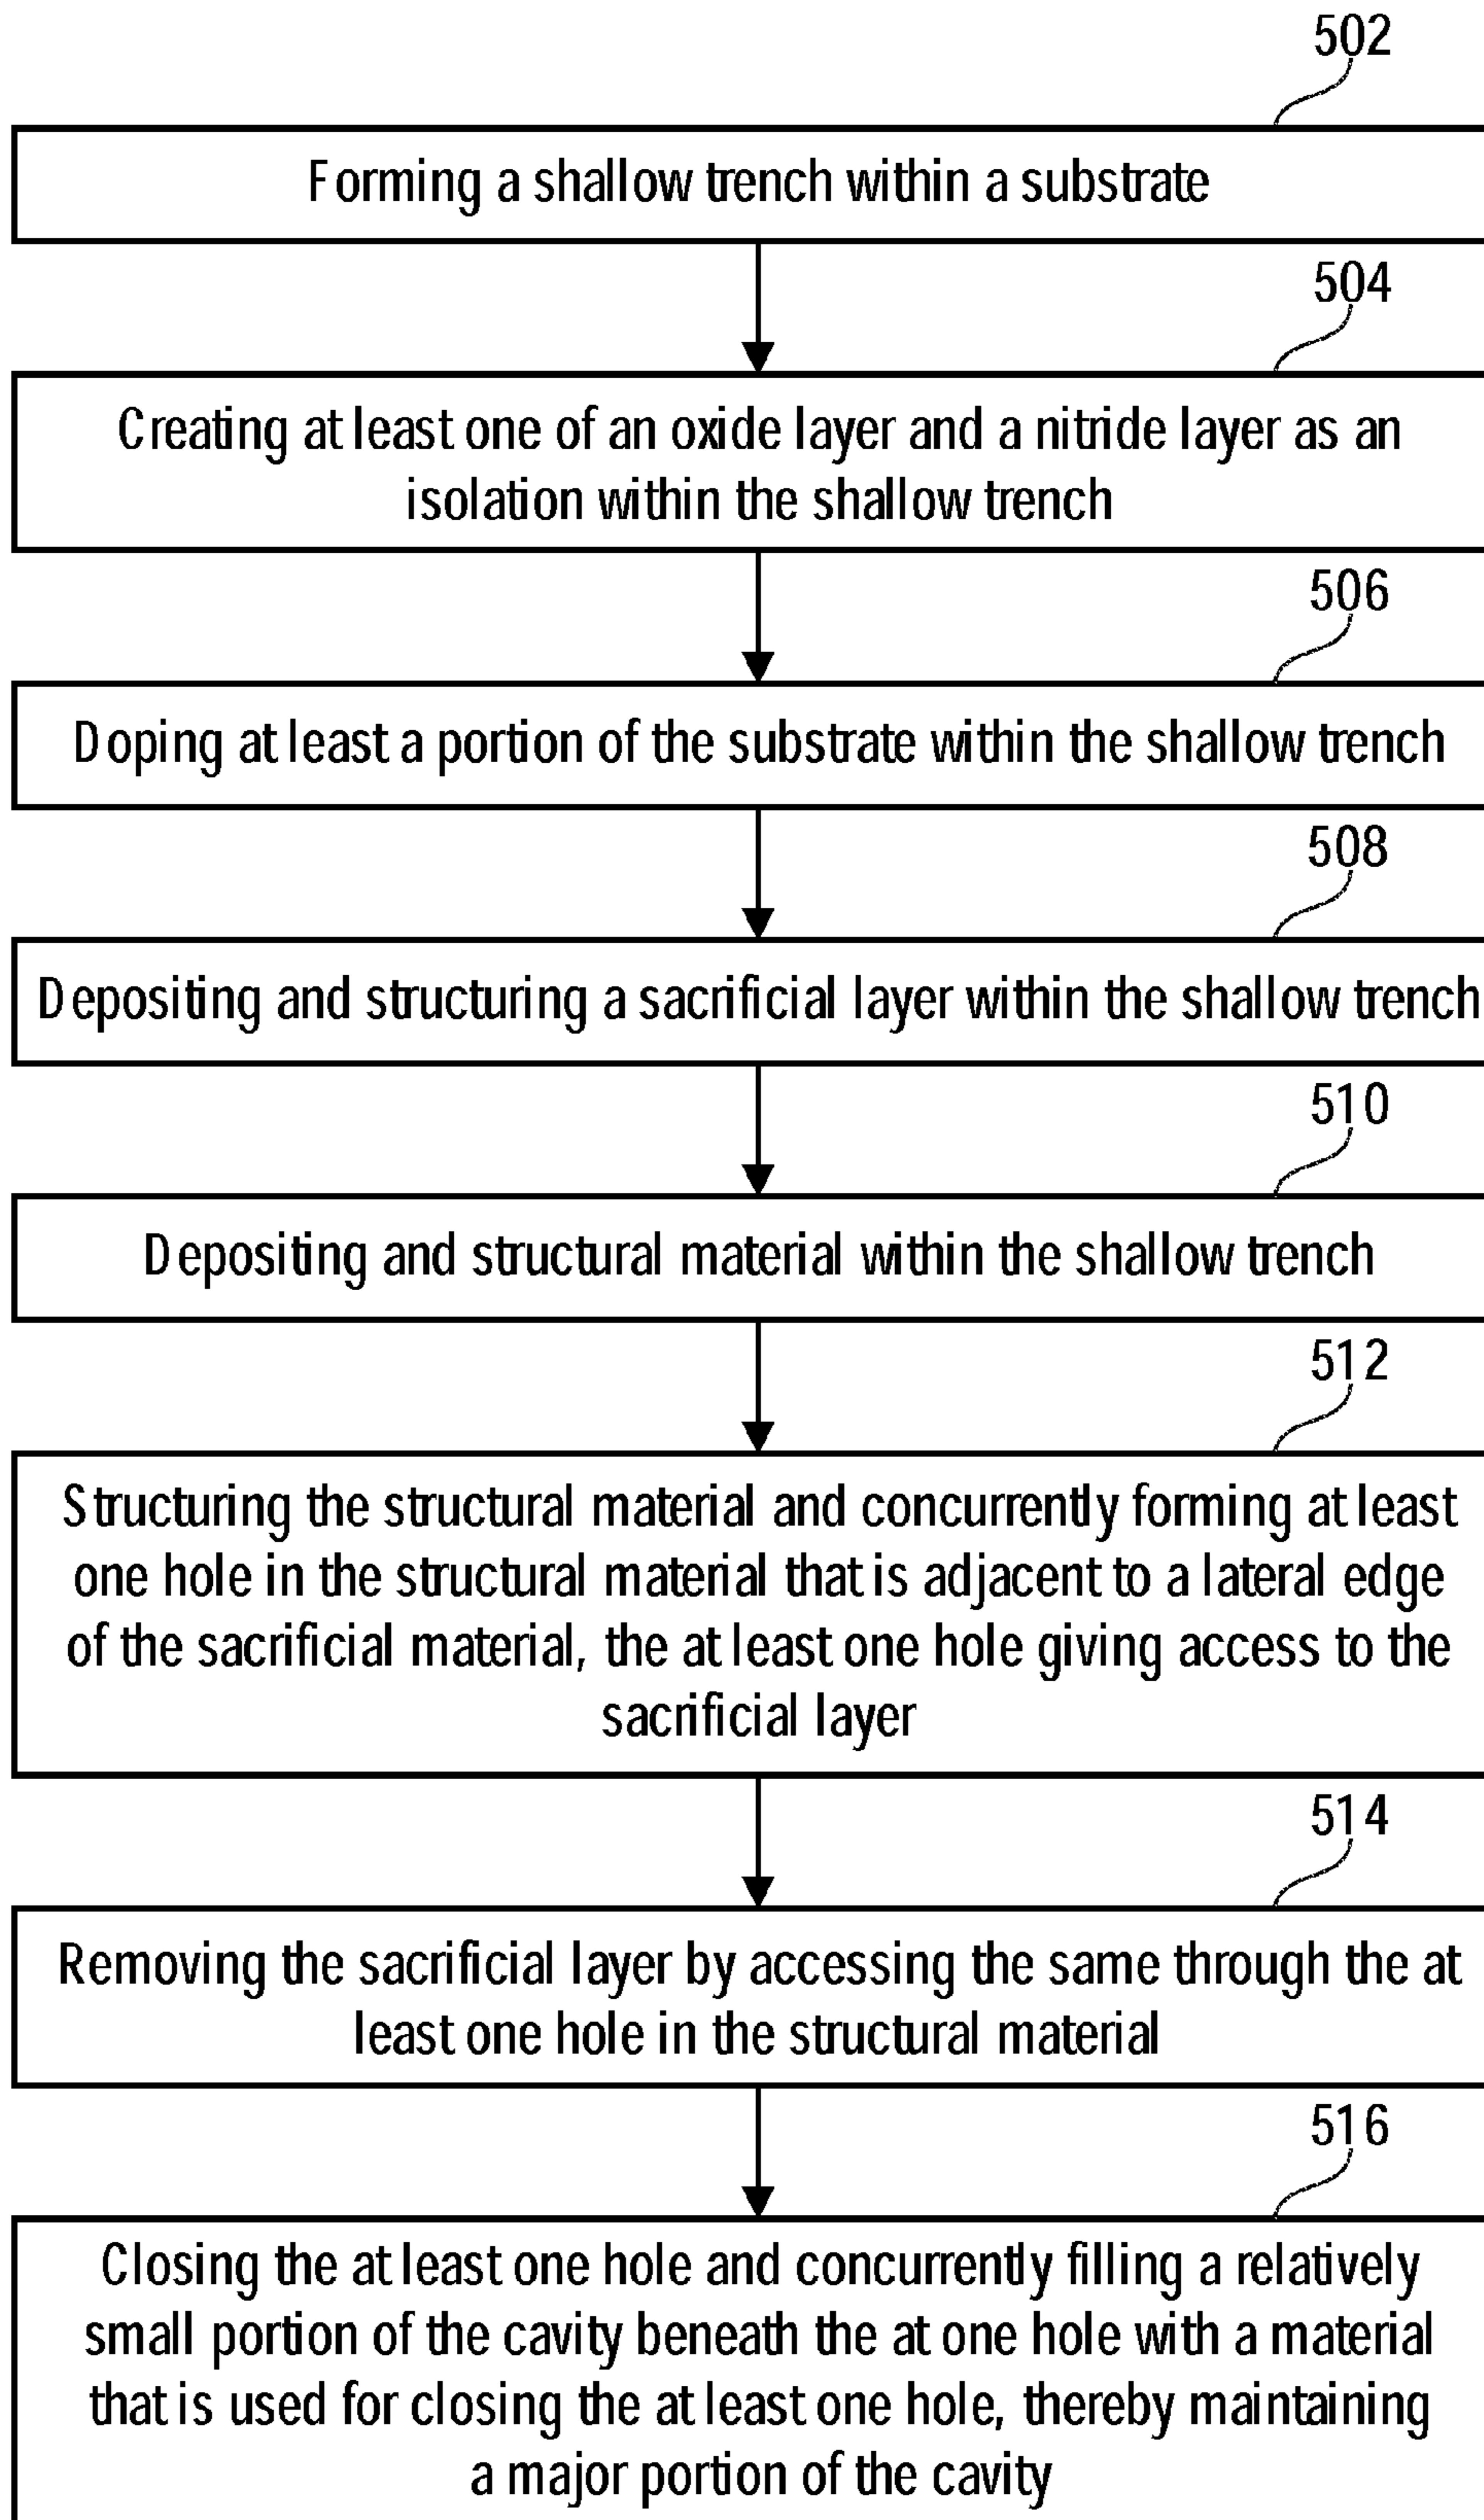 502
Forming a shallow trench within a substrate
504
Creating at least one of an oxide layer and a nitride layer as an
isolation within the shallow trench
506
Doping at least a portion of the substrate within the shallow trench
508
Depositing and structuring a sacrificial layer within the shallow trench
510
Depositing and structural material within the shallow trench
512
Structuring the structural material and concurrently forming at least
one hole in the structural material that is adjacent to a lateral edge
of the sacrificial material, the at least one hole giving access to the
sacrificial layer
514
Removing the sacrificial layer by accessing the same through the at
least one hole in the structural material
516
Closing the at least one hole and concurrently filling a relatively
small portion of the cavity beneath the at one hole with a material
that is used for closing the at least one hole, thereby maintaining
a major portion of the cavity